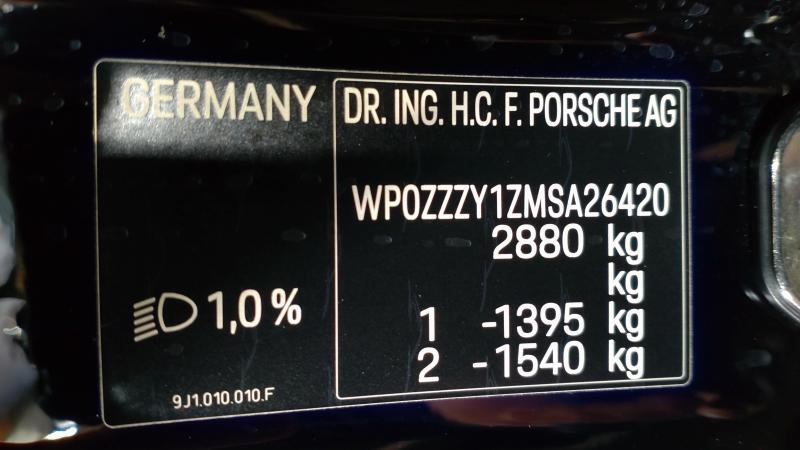 GERMANY
DR. ING. H.C. F. PORSCHE AG
WP0ZZZY1ZMSA26420
2880 kg
kg
1 -1395 kg
2 -1540 kg
1,0 %
9J1.010.010.F